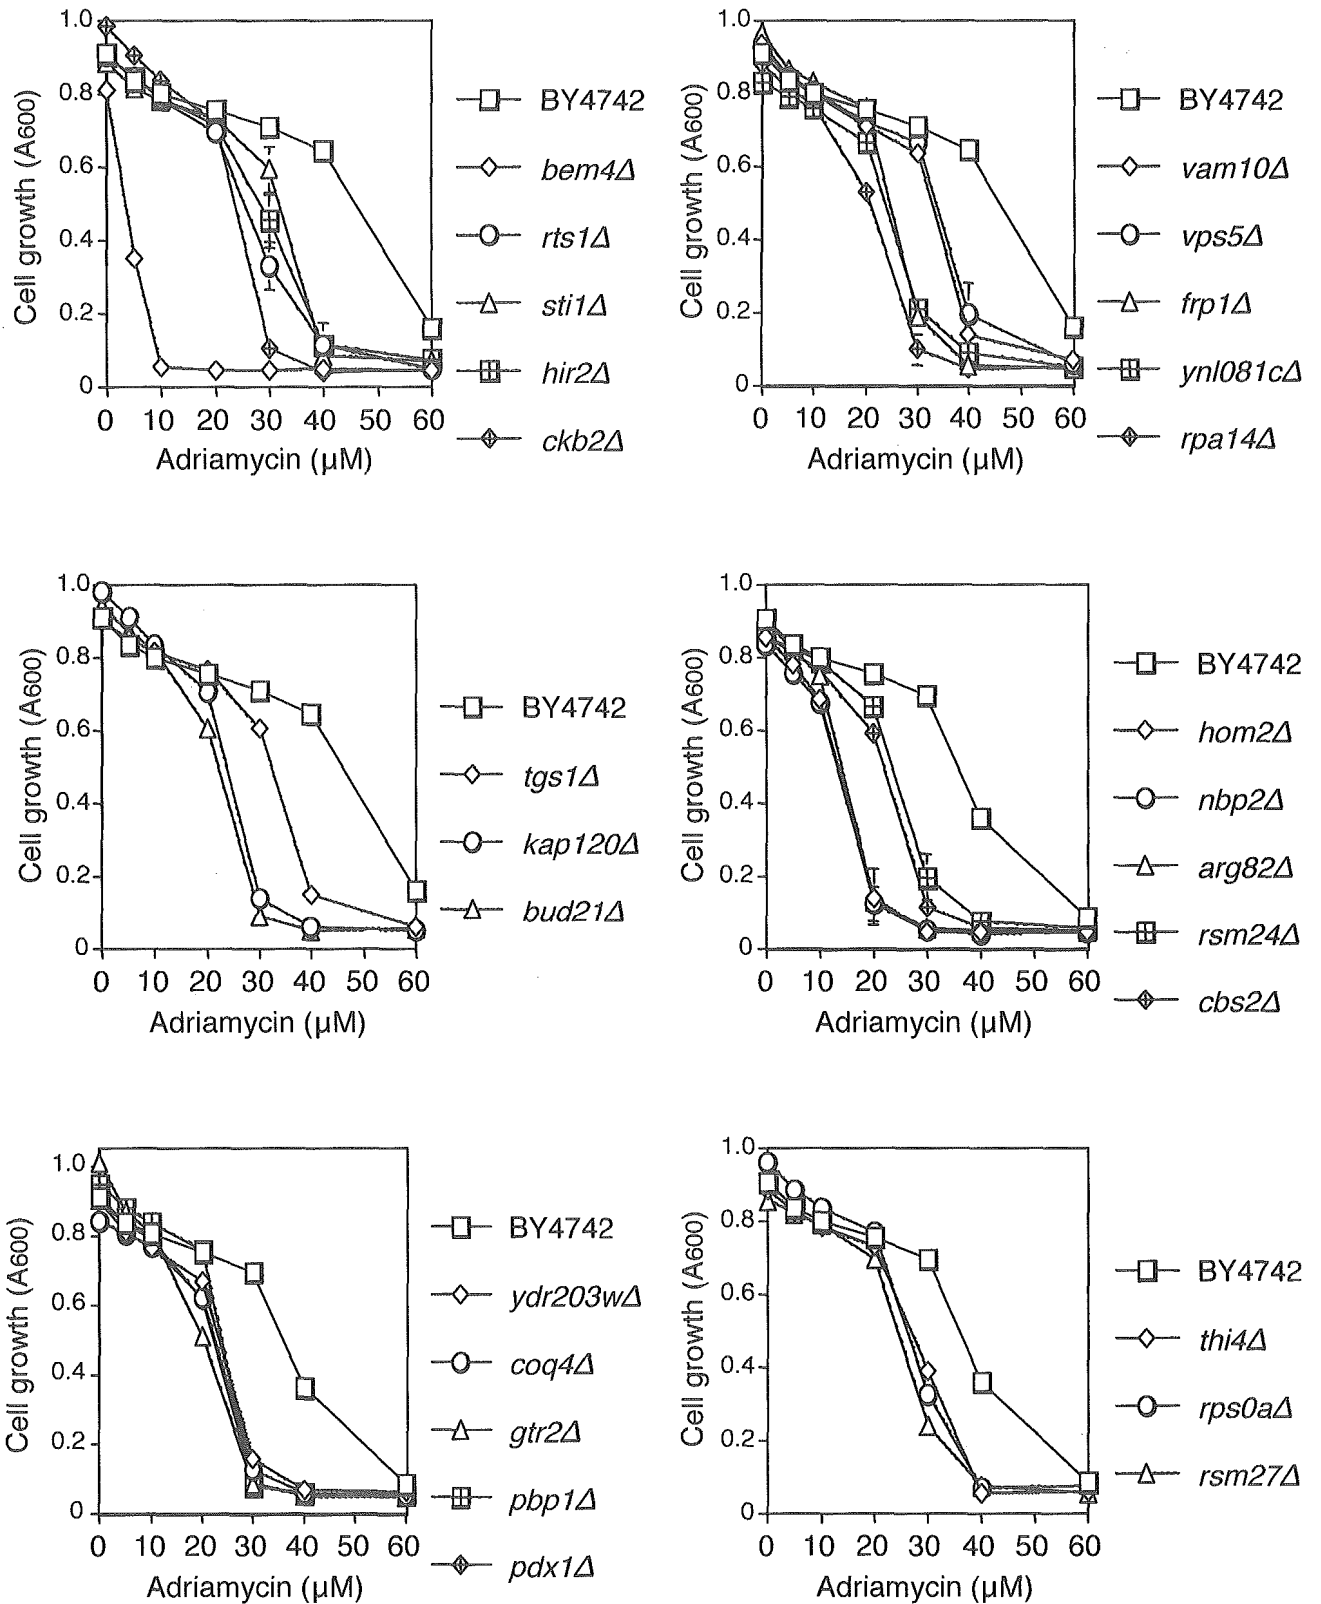 1.0
0.8
0.6
0.4
0.2
0
Cell growth (A600)
0 10 20 30 40 50 60
Adriamycin (µM)
BY4742
bem4Δ
rts1Δ
sti1Δ
hir2Δ
ckb2Δ
1.0
0.8
0.6
0.4
0.2
0
Cell growth (A600)
0 10 20 30 40 50 60
Adriamycin (µM)
BY4742
vam10Δ
vps5Δ
frp1Δ
ynl081cΔ
rpa14Δ
1.0
0.8
0.6
0.4
0.2
0
Cell growth (A600)
0 10 20 30 40 50 60
Adriamycin (µM)
BY4742
tgs1Δ
kap120Δ
bud21Δ
1.0
0.8
0.6
0.4
0.2
0
Cell growth (A600)
0 10 20 30 40 50 60
Adriamycin (µM)
BY4742
hom2Δ
nbp2Δ
arg82Δ
rsm24Δ
cbs2Δ
1.0
0.8
0.6
0.4
0.2
0
Cell growth (A600)
0 10 20 30 40 50 60
Adriamycin (µM)
BY4742
ydr203wΔ
coq4Δ
gtr2Δ
pbp1Δ
pdx1Δ
1.0
0.8
0.6
0.4
0.2
0
Cell growth (A600)
0 10 20 30 40 50 60
Adriamycin (µM)
BY4742
thi4Δ
rps0aΔ
rsm27Δ